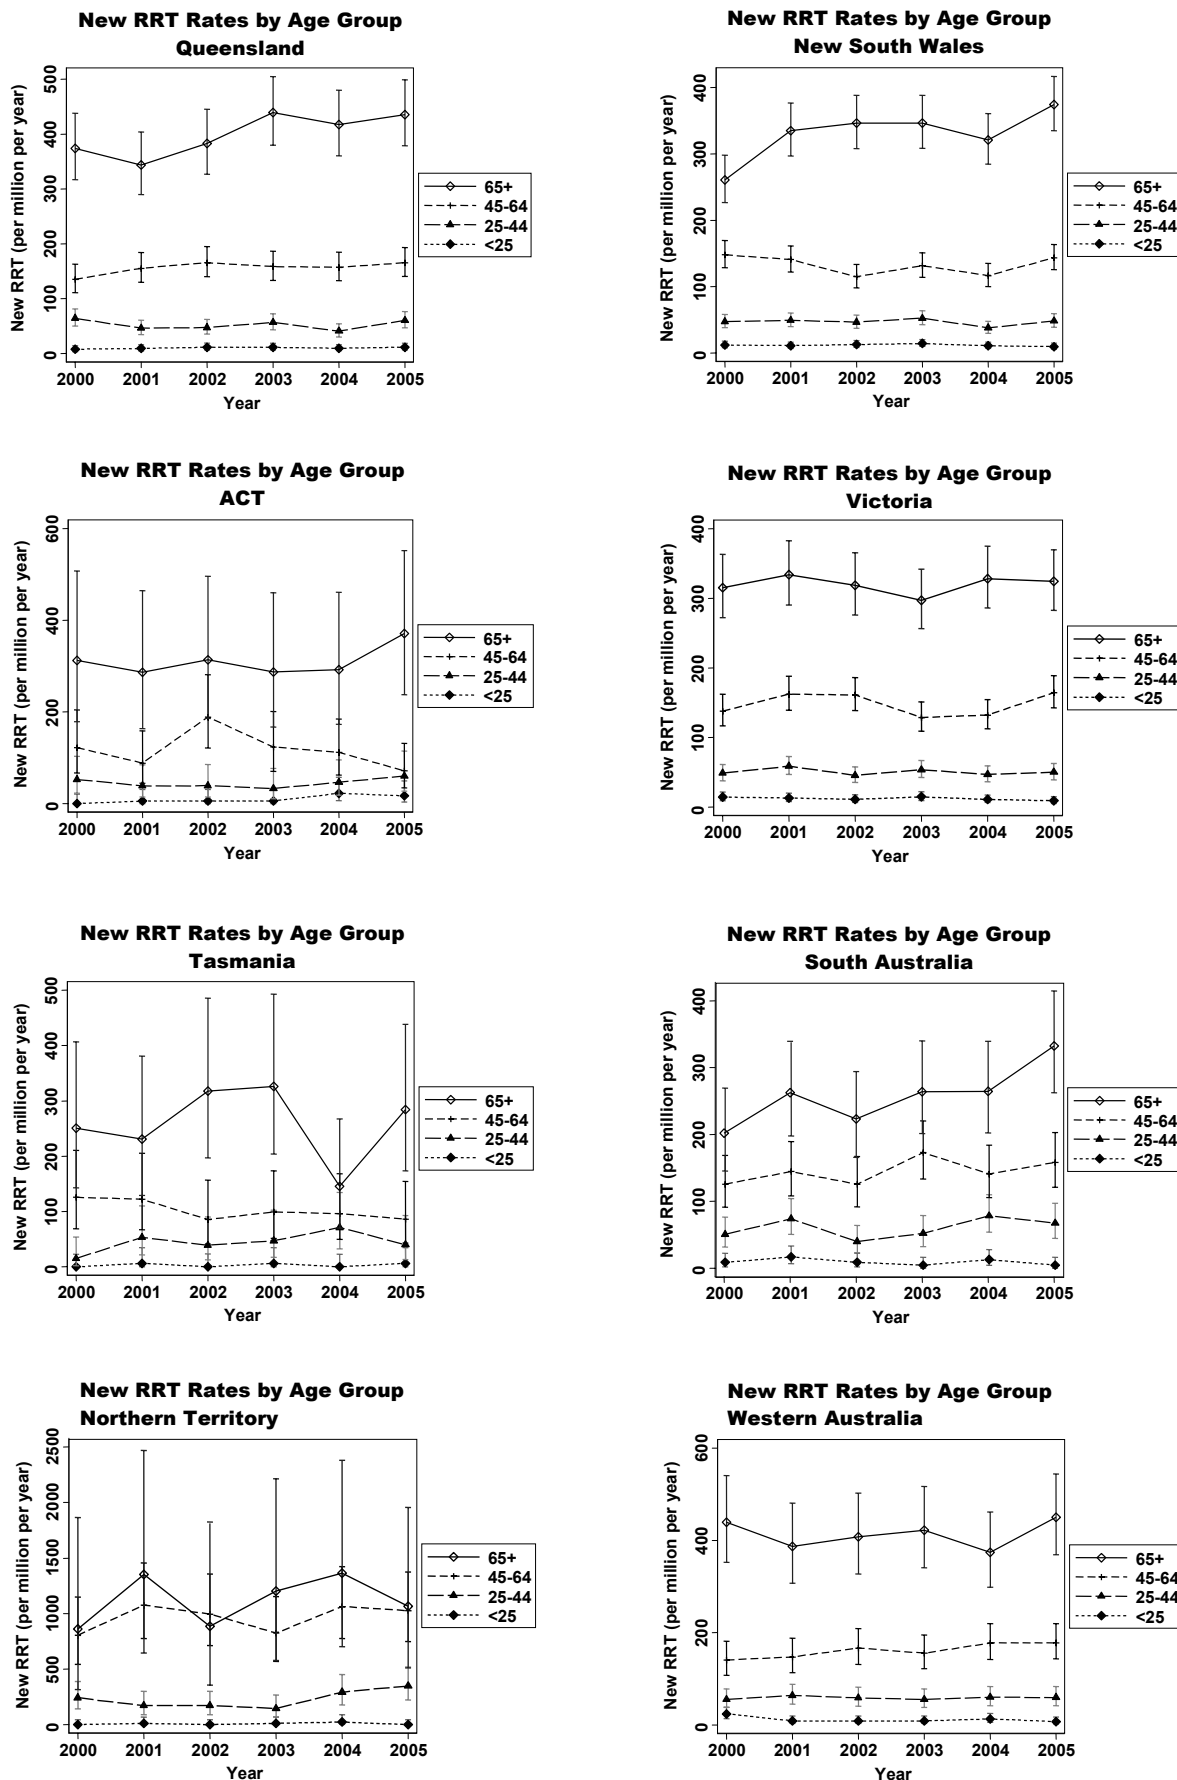 New RRT Rates by Age Group
Queensland
New RRT (per million per year)
500
400
300
200
100
0
2000 2001 2002 2003 2004 2005
Year
65+
45-64
25-44
<25
New RRT Rates by Age Group
New South Wales
New RRT (per million per year)
400
300
200
100
0
2000 2001 2002 2003 2004 2005
Year
65+
45-64
25-44
<25
New RRT Rates by Age Group
ACT
New RRT (per million per year)
600
400
200
0
2000 2001 2002 2003 2004 2005
Year
65+
45-64
25-44
<25
New RRT Rates by Age Group
Victoria
New RRT (per million per year)
400
300
200
100
0
2000 2001 2002 2003 2004 2005
Year
65+
45-64
25-44
<25
New RRT Rates by Age Group
Tasmania
New RRT (per million per year)
500
400
300
200
100
0
2000 2001 2002 2003 2004 2005
Year
65+
45-64
25-44
<25
New RRT Rates by Age Group
South Australia
New RRT (per million per year)
400
300
200
100
0
2000 2001 2002 2003 2004 2005
Year
65+
45-64
25-44
<25
New RRT Rates by Age Group
Northern Territory
New RRT (per million per year)
2500
2000
1500
1000
500
0
2000 2001 2002 2003 2004 2005
Year
65+
45-64
25-44
<25
New RRT Rates by Age Group
Western Australia
New RRT (per million per year)
600
400
200
0
2000 2001 2002 2003 2004 2005
Year
65+
45-64
25-44
<25